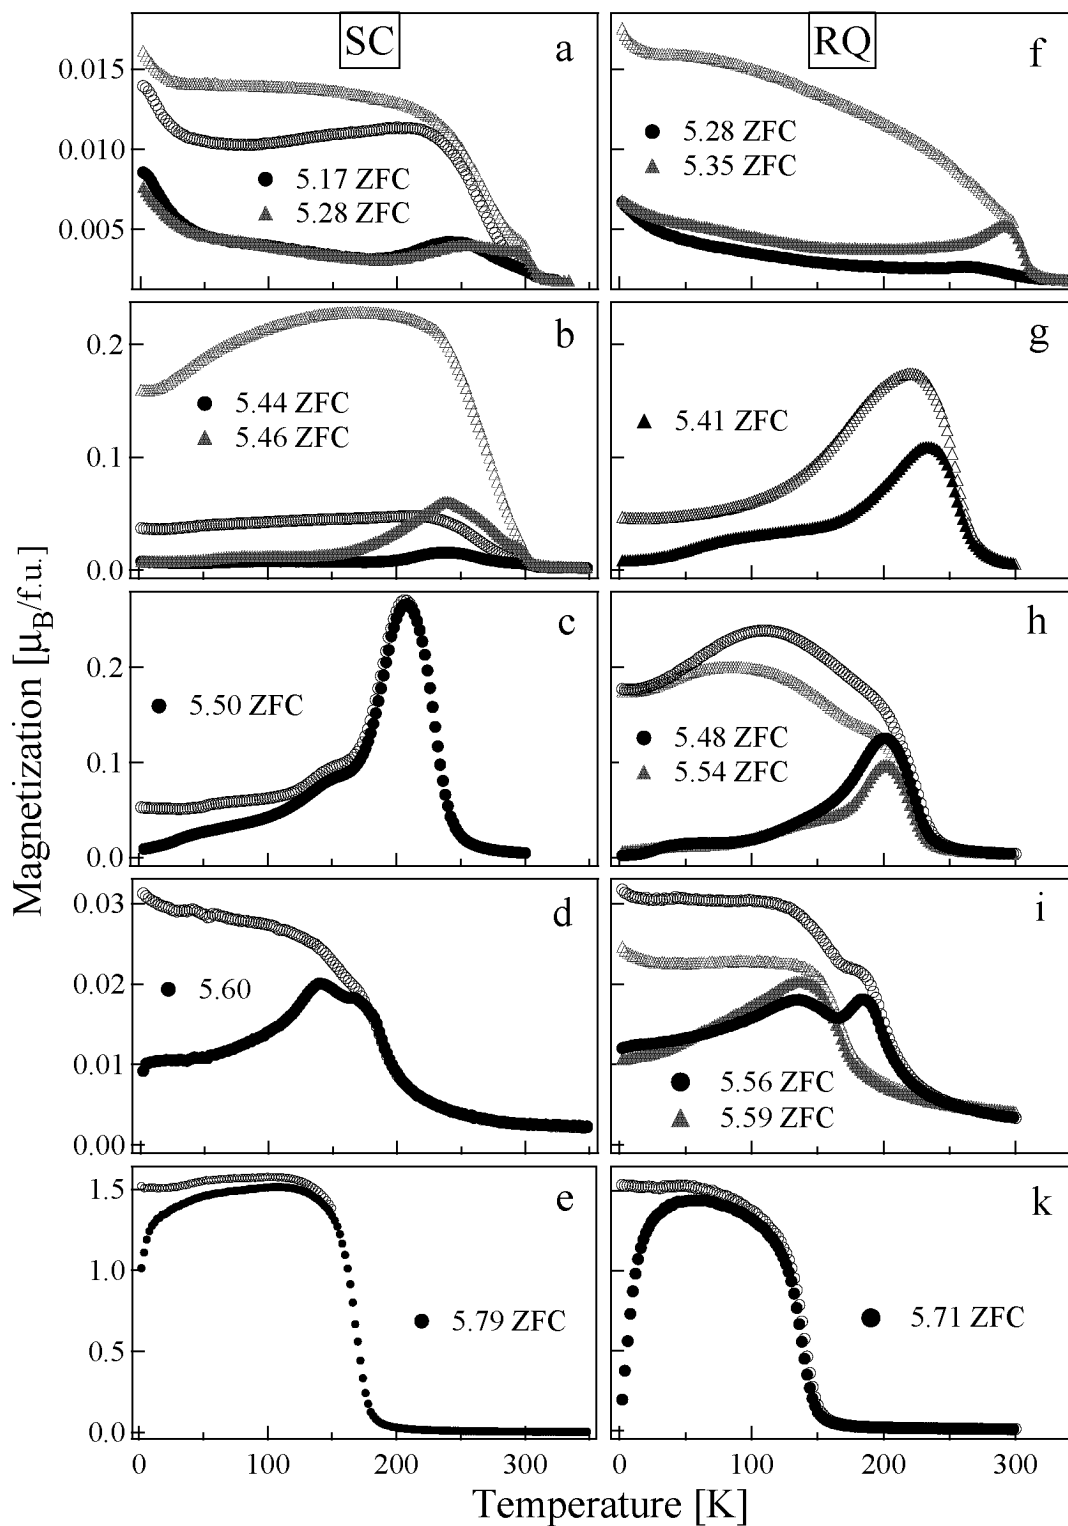 SC
a
0.015
0.010
0.005
5.17 ZFC
5.28 ZFC
RQ
f
5.28 ZFC
5.35 ZFC
b
0.2
0.1
0.0
5.44 ZFC
5.46 ZFC
g
5.41 ZFC
c
0.2
0.1
0.0
5.50 ZFC
h
5.48 ZFC
5.54 ZFC
d
0.03
0.02
0.01
0.00
5.60
i
5.56 ZFC
5.59 ZFC
e
1.5
1.0
0.5
0.0
5.79 ZFC
k
5.71 ZFC
0 100 200 300
0 100 200 300
Temperature [K]
Magnetization [μB/f.u.]